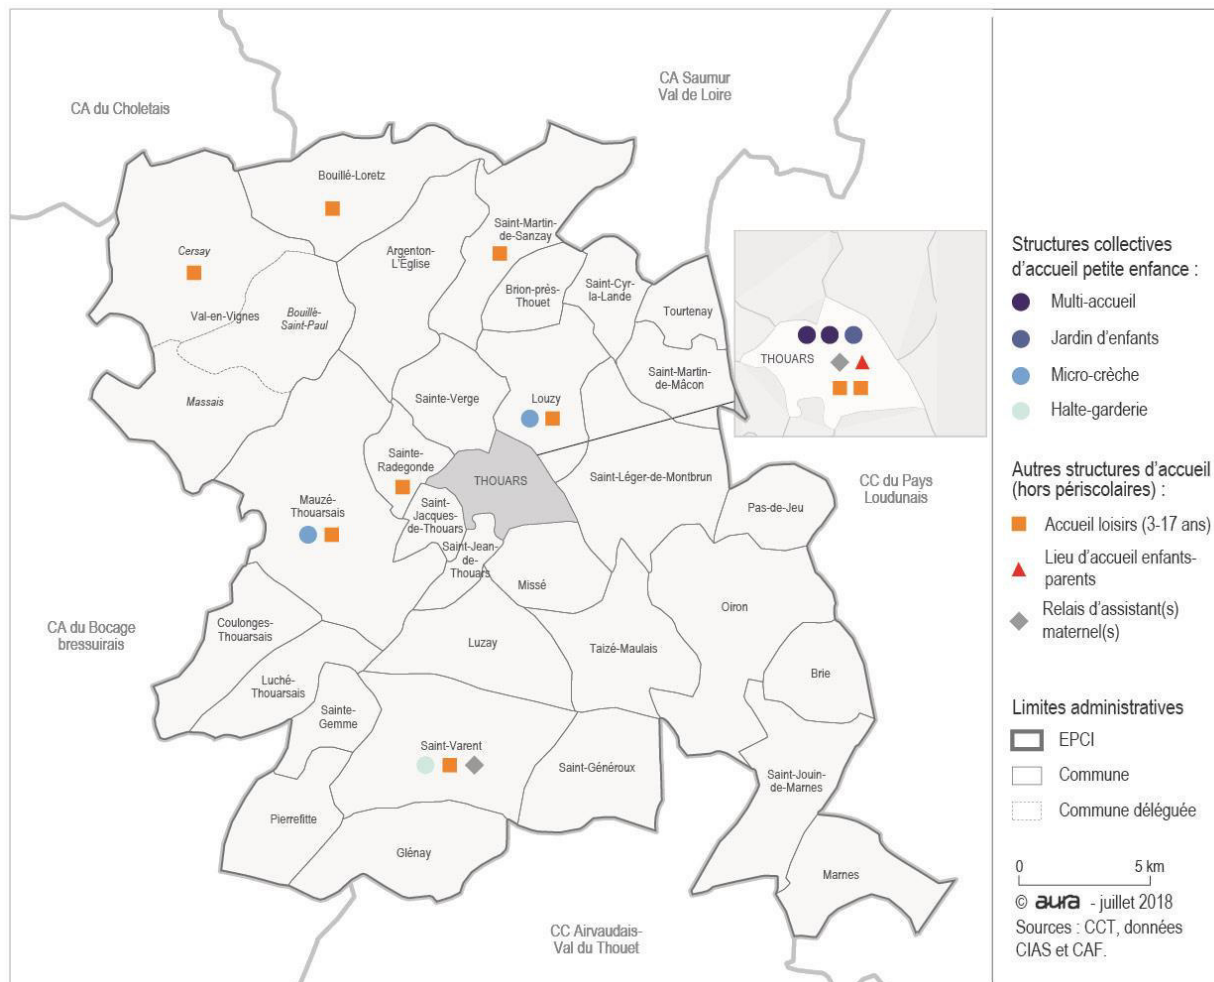 CA Saumur
Val de Loire
CA du Choletais
Bouillé-Loretz
Saint-Martin-
de-Sanzay
Cersay
Argenton-
L'Église
Brion-près-
Thouet
Saint-Cyr-
la-Lande
Val-en-Vignes
Bouillé-
Saint-Paul
Tourtenay
Saint-Martin-
de-Mâcon
Massais
Sainte-Verge
Louzy
THOUARS
Sainte-
Radegonde
THOUARS
Saint-Léger-de-Montbrun
CC du Pays
Loudunais
Mauzé-
Thouarsais
Saint-
Jacques-
de-Thouars
Pas-de-Jeu
Saint-Jean-
de-
Thouars
Missé
Oiron
CA du Bocage
bressuirais
Coulonges-
Thouarsais
Luzay
Taizé-Maulais
Brie
Luché-
Thouarsais
Sainte-
Gemme
Saint-Varent
Saint-Généroux
Saint-Jouin-
de-Marnes
Pierrefitte
Glénay
Marnes
CC Airvaudais-
Val du Thouet
Structures collectives
d'accueil petite enfance :
Multi-accueil
Jardin d'enfants
Micro-crèche
Halte-garderie
Autres structures d'accueil
(hors périscolaires) :
Accueil loisirs (3-17 ans)
Lieu d'accueil enfants-
parents
Relais d'assistant(s)
maternel(s)
Limites administratives
EPCI
Commune
Commune déléguée
0 5 km
© aura - juillet 2018
Sources : CCT, données
CIAS et CAF.